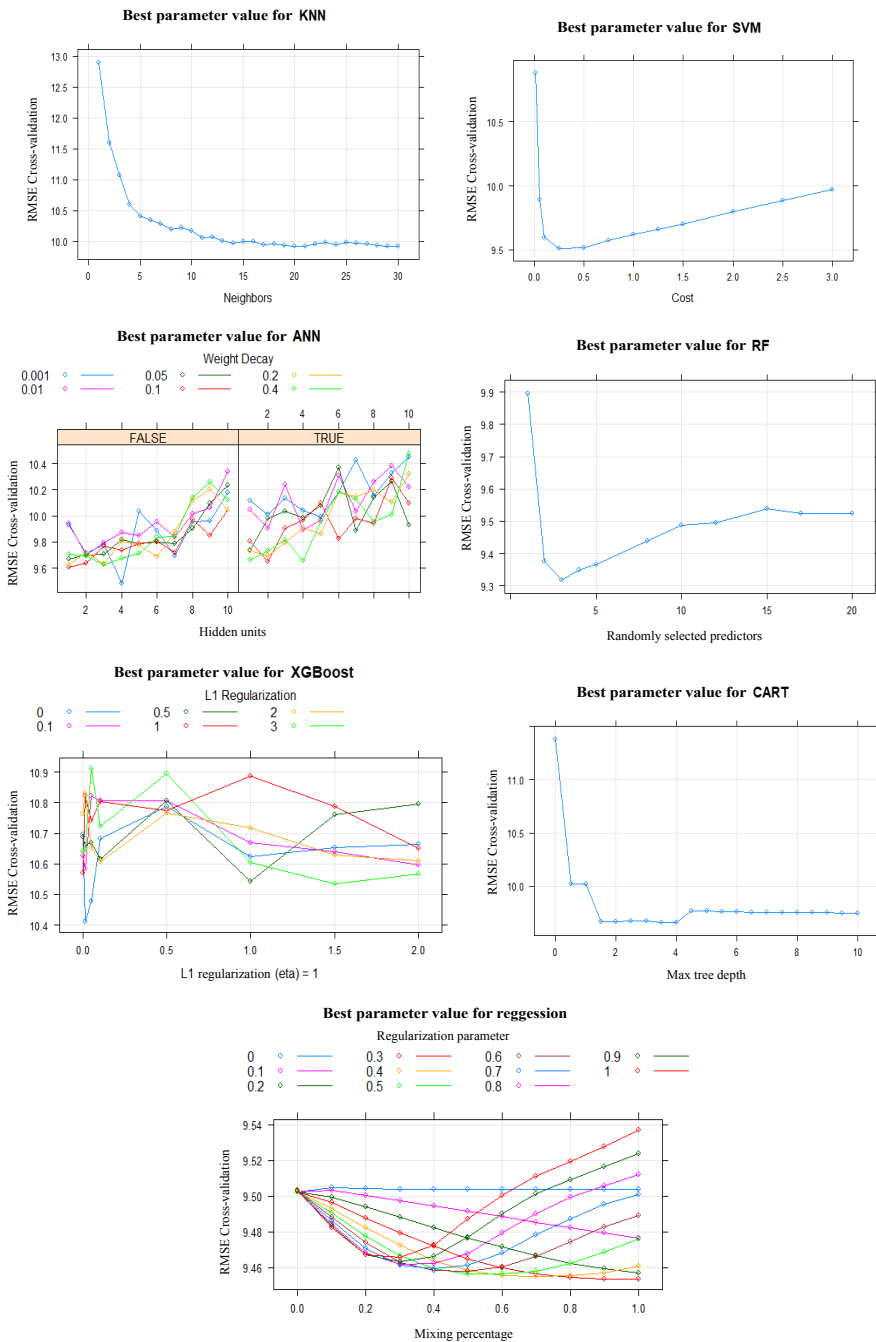 Best parameter value for KNN
0 5 10 15 20 25 30
13.0
12.5
12.0
11.5
11.0
10.5
10.0
RMSE Cross-validation
0 5 10 15 20 25 30
Neighbors
Best parameter value for SVM
10.5
10.0
9.5
RMSE Cross-validation
0.0 0.5 1.0 1.5 2.0 2.5 3.0
Cost
Best parameter value for ANN
Weight Decay
0.001 0.05 0.2
0.01 0.1 0.4
2 4 6 8 10
FALSE TRUE
10.4
10.2
10.0
9.8
9.6
RMSE Cross-validation
2 4 6 8 10
Hidden units
Best parameter value for RF
9.9
9.8
9.7
9.6
9.5
9.4
9.3
RMSE Cross-validation
5 10 15 20
Randomly selected predictors
Best parameter value for XGBoost
L1 Regularization
0 0.5 2
0.1 1 3
10.9
10.8
10.7
10.6
10.5
10.4
RMSE Cross-validation
0.0 0.5 1.0 1.5 2.0
L1 regularization (eta) = 1
Best parameter value for CART
11.0
10.5
10.0
RMSE Cross-validation
0 2 4 6 8 10
Max tree depth
Best parameter value for reggession
Regularization parameter
0 0.3 0.6 0.9
0.1 0.4 0.7 1
0.2 0.5 0.8
9.54
9.52
9.50
9.48
9.46
RMSE Cross-validation
0.0 0.2 0.4 0.6 0.8 1.0
Mixing percentage